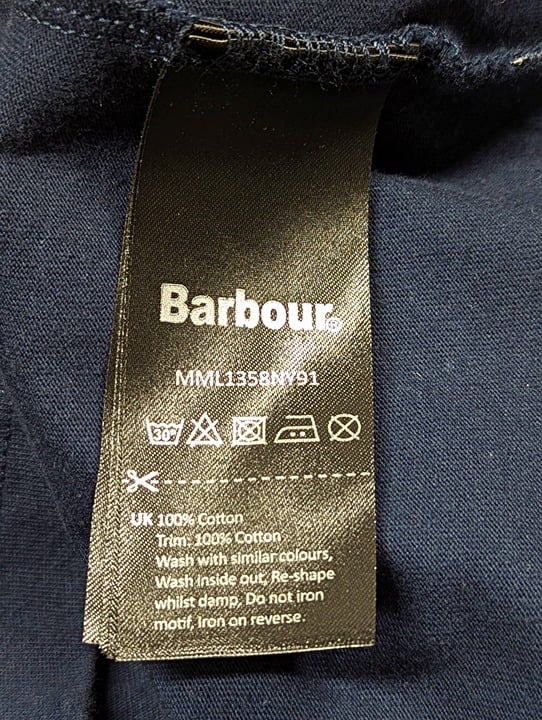 Barbour®
MML1358NY91
30°
UK 100% Cotton
Trim: 100% Cotton
Wash with similar colours,
Wash inside out, Re-shape
whilst damp, Do not iron
motif, Iron on reverse.